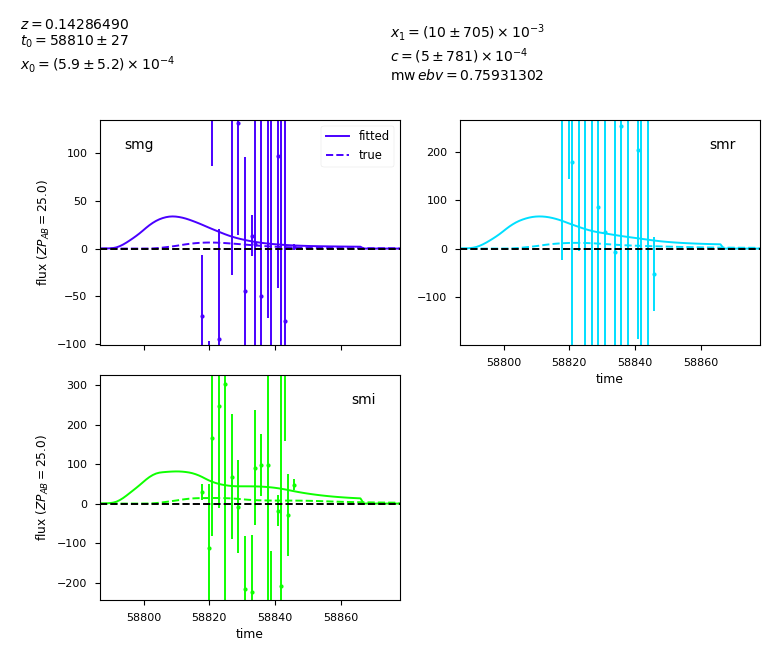 z = 0.14286490
t₀ = 58810 ± 27
x₀ = (5.9 ± 5.2) × 10⁻⁴
x₁ = (10 ± 705) × 10⁻³
c = (5 ± 781) × 10⁻⁴
mw ebv = 0.75931302
smg
fitted
true
100
50
0
−50
−100
flux (ZP_AB = 25.0)
smr
200
100
0
−100
58800 58820 58840 58860
time
smi
300
200
100
0
−100
−200
flux (ZP_AB = 25.0)
58800 58820 58840 58860
time